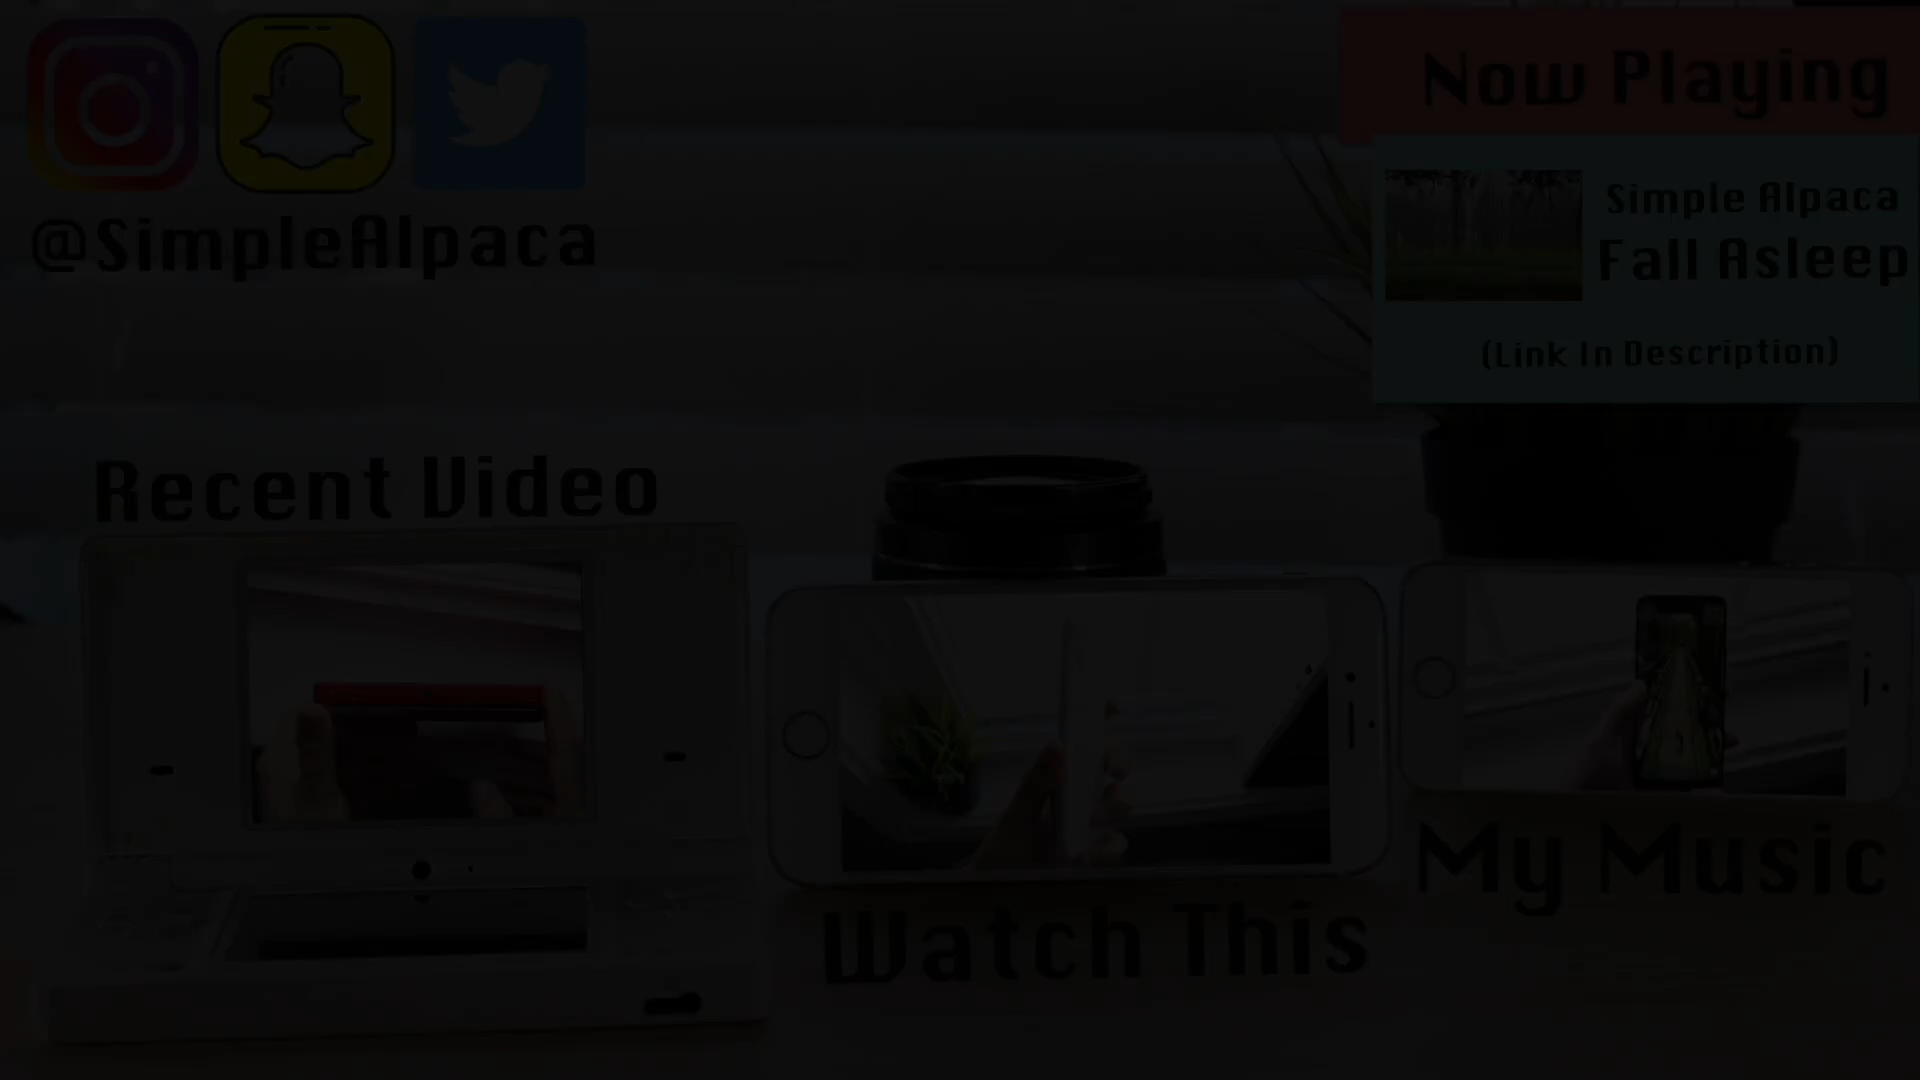 Now Playing
@SimpleAlpaca
Simple Alpaca
Fall Asleep
(Link In Description)
Recent Video
Watch This
My Music